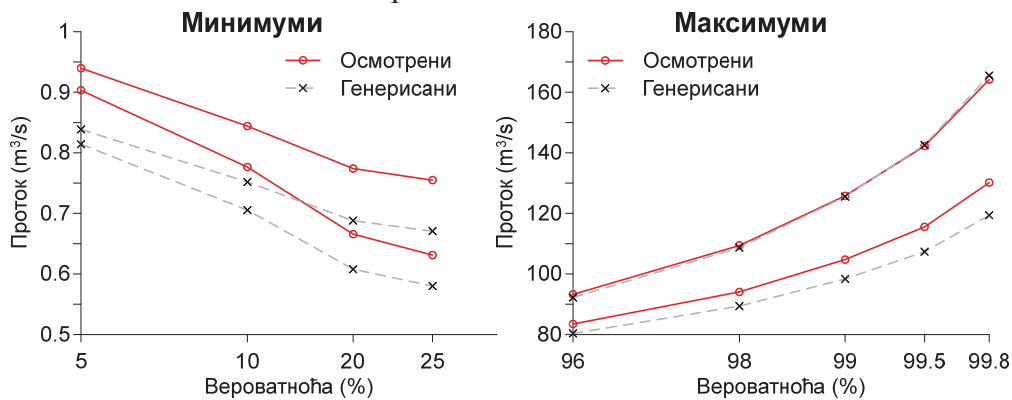 Минимуми
Осмотрени
Генерисани
Проток (m³/s)
1
0.9
0.8
0.7
0.6
0.5
5 10 20 25
Вероватноћа (%)
Максимуми
Осмотрени
Генерисани
Проток (m³/s)
180
160
140
120
100
80
96 98 99 99.5 99.8
Вероватноћа (%)